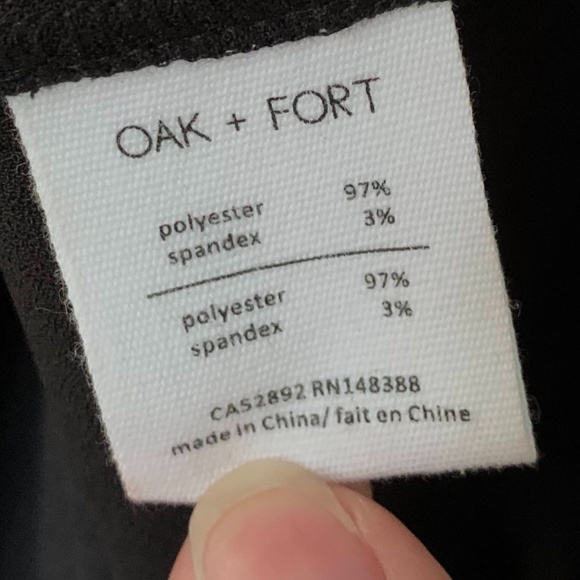 OAK + FORT
polyester 97%
spandex 3%
polyester 97%
spandex 3%
CA52892 RN148388
made in China/ fait en Chine